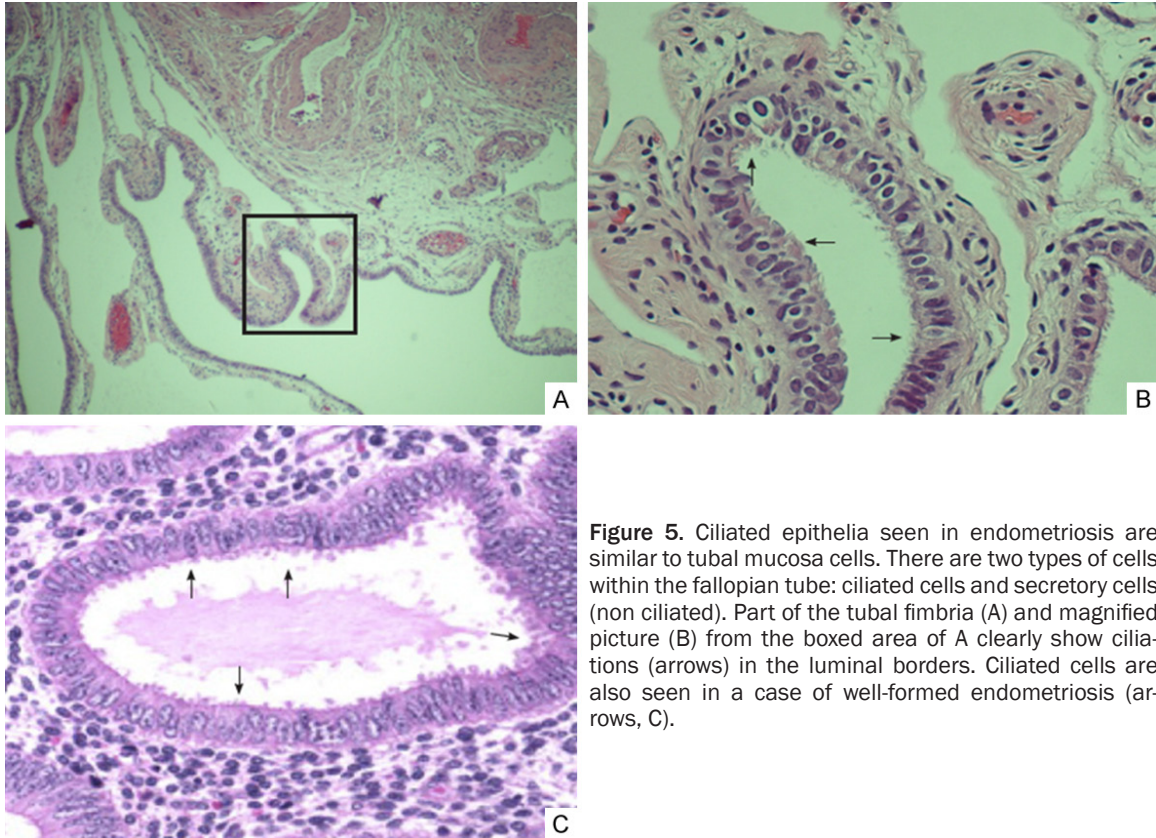 A
B
C
Figure 5. Ciliated epithelia seen in endometriosis are
similar to tubal mucosa cells. There are two types of cells
within the fallopian tube: ciliated cells and secretory cells
(non ciliated). Part of the tubal fimbria (A) and magnified
picture (B) from the boxed area of A clearly show cilia-
tions (arrows) in the luminal borders. Ciliated cells are
also seen in a case of well-formed endometriosis (ar-
rows, C).